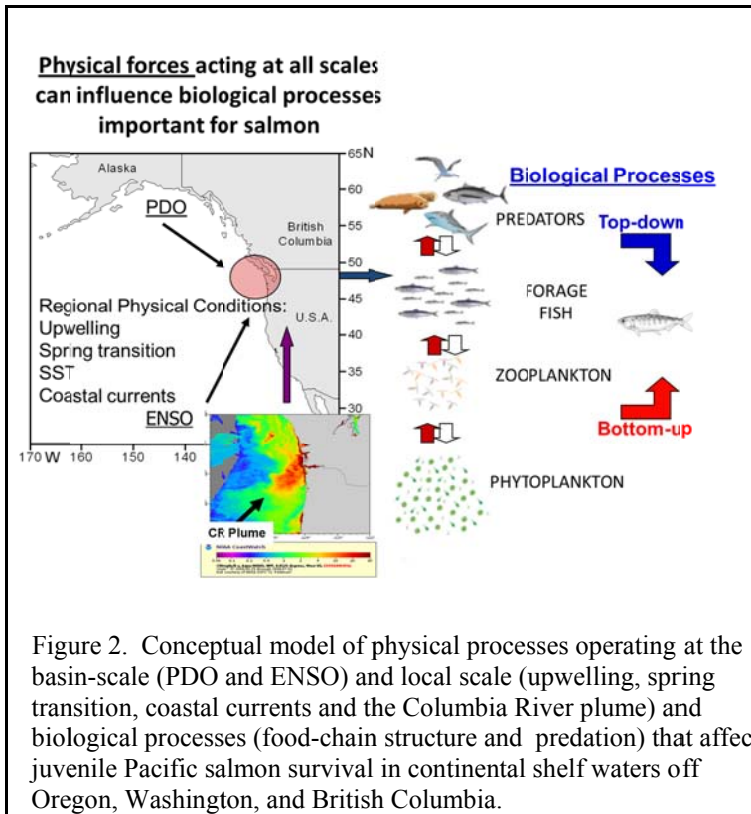 Physical forces acting at all scales
can influence biological processes
important for salmon
65N
Alaska
60
PDO
British
Columbia
55
50
45
Regional Physical Conditions:
Upwelling
Spring transition
SST
Coastal currents
U.S.A.
40
35
30
ENSO
170 W 160 150 140
CR Plume
NOAA CoastWatch
Biological Processes
PREDATORS
Top-down
FORAGE
FISH
ZOOPLANKTON
Bottom-up
PHYTOPLANKTON
Figure 2. Conceptual model of physical processes operating at the
basin-scale (PDO and ENSO) and local scale (upwelling, spring
transition, coastal currents and the Columbia River plume) and
biological processes (food-chain structure and predation) that affec
juvenile Pacific salmon survival in continental shelf waters off
Oregon, Washington, and British Columbia.